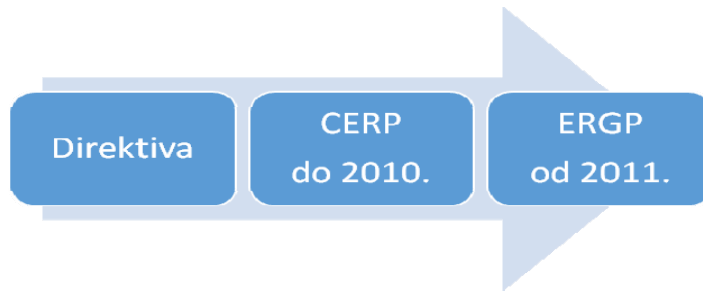 Direktiva
CERP
do 2010.
ERGP
od 2011.